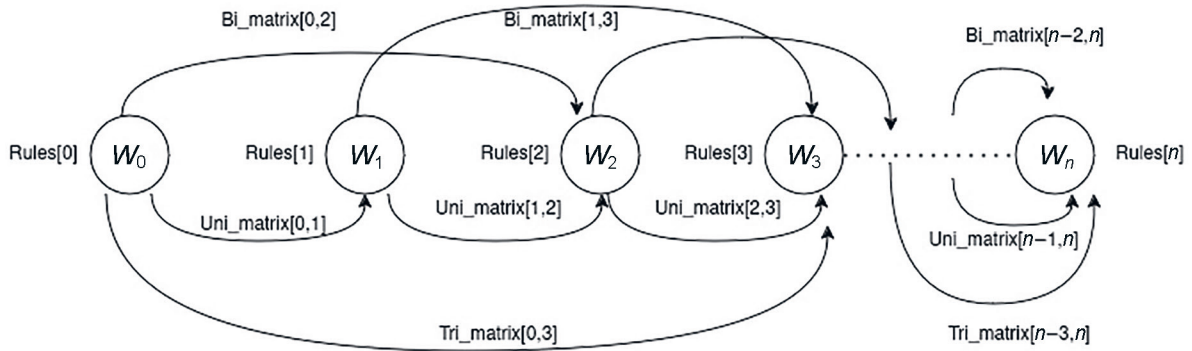 Bi_matrix[0,2]
Bi_matrix[1,3]
Bi_matrix[n−2,n]
Rules[0]
W0
Rules[1]
W1
Rules[2]
W2
Rules[3]
W3
Wn
Rules[n]
Uni_matrix[0,1]
Uni_matrix[1,2]
Uni_matrix[2,3]
Uni_matrix[n−1,n]
Tri_matrix[0,3]
Tri_matrix[n−3,n]